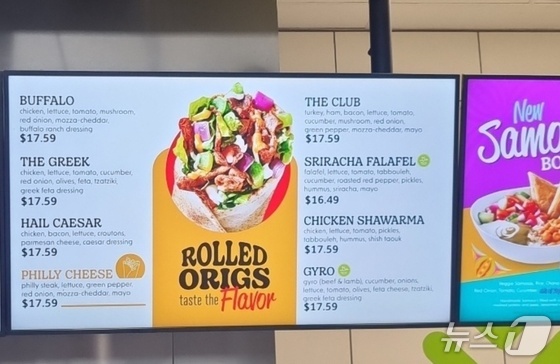 BUFFALO
chicken, lettuce, tomato, mushroom,
red onion, mozza-cheddar,
buffalo ranch dressing
$17.59
THE GREEK
chicken, lettuce, tomato, cucumber,
red onion, olives, feta, tzatziki,
greek feta dressing
$17.59
HAIL CAESAR
chicken, bacon, lettuce, croutons,
parmesan cheese, caesar dressing
$17.59
PHILLY CHEESE
philly steak, lettuce, green pepper,
red onion, mozza-cheddar, mayo
$17.59
ROLLED
ORIGS
taste the Flavor
THE CLUB
turkey, ham, bacon, lettuce, tomato,
cucumber, mushroom, red onion,
green pepper, mozza-cheddar, mayo
$17.59
SRIRACHA FALAFEL
falafel, lettuce, tomato, tabbouleh,
cucumber, roasted red pepper, pickles,
hummus, sriracha, mayo
$16.49
CHICKEN SHAWARMA
chicken, lettuce, tomato, pickles,
tabbouleh, hummus, shish taouk
$17.59
GYRO
gyro (beef & lamb), cucumber, onions,
lettuce, tomato, olives, feta cheese, tzatziki,
greek feta dressing
$17.59
New
Samo
BO
뉴스1